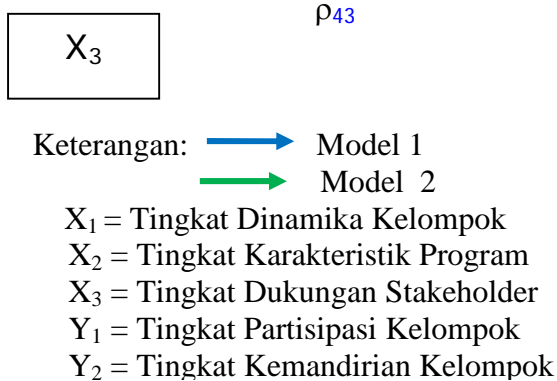 ρ43
X3
Keterangan: Model 1
Model 2
X1 = Tingkat Dinamika Kelompok
X2 = Tingkat Karakteristik Program
X3 = Tingkat Dukungan Stakeholder
Y1 = Tingkat Partisipasi Kelompok
Y2 = Tingkat Kemandirian Kelompok